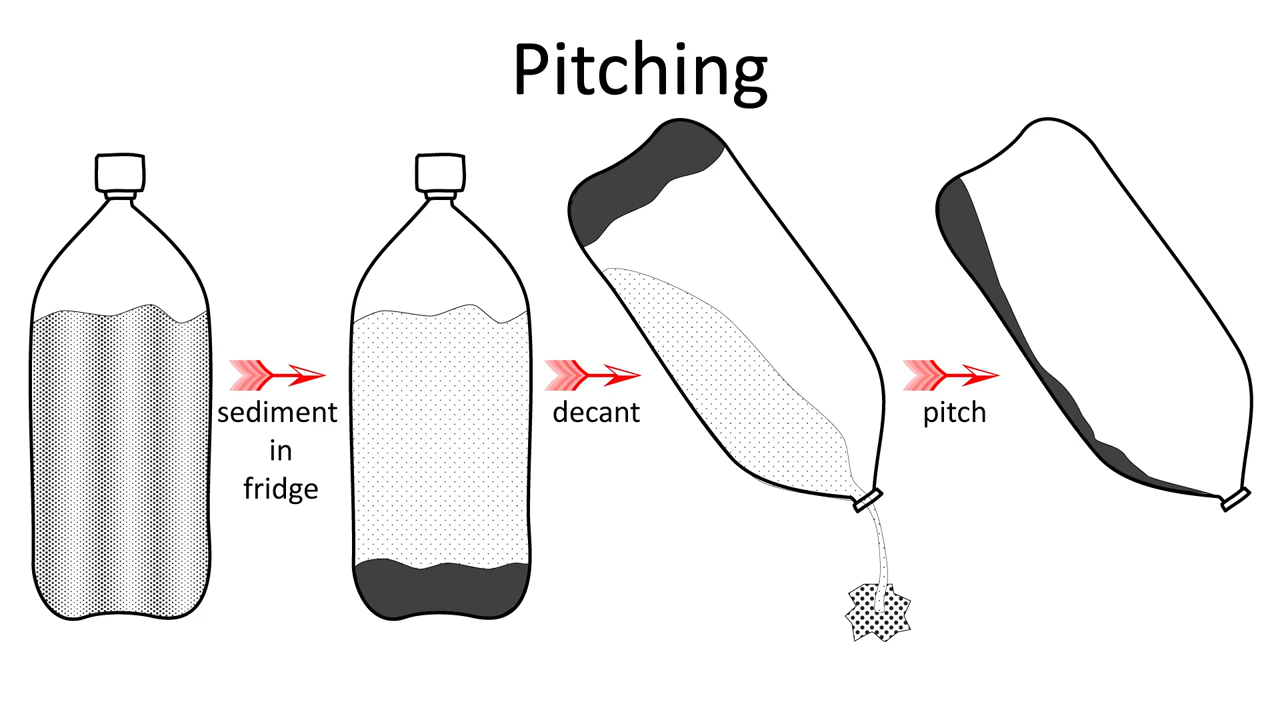 Pitching
sediment
in
fridge
decant
pitch